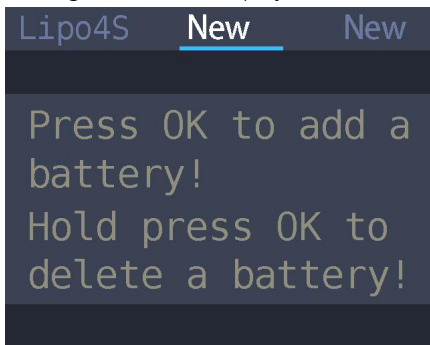 Lipo4S New New
Press OK to add a
battery!
Hold press OK to
delete a battery!